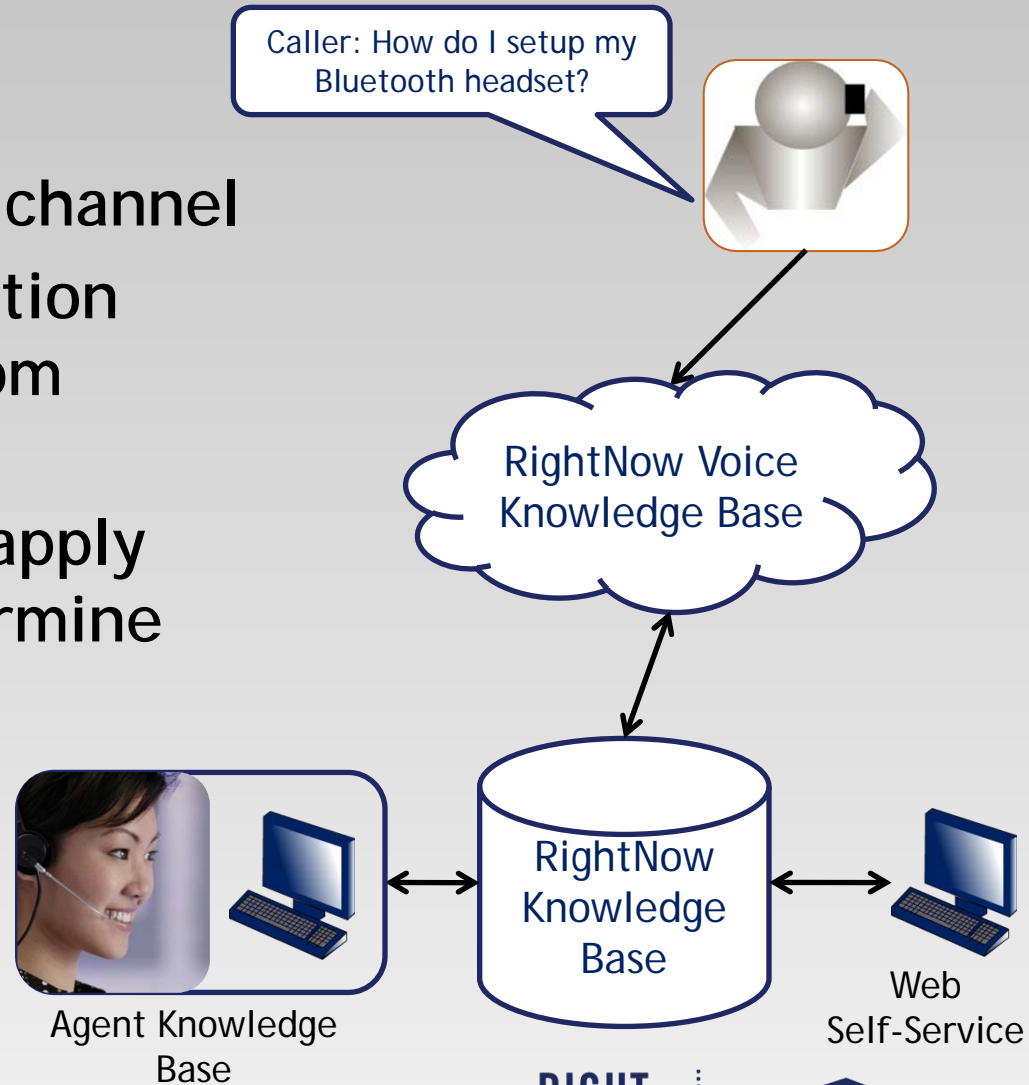 Caller: How do I setup my
Bluetooth headset?
channel
tion
om
apply
rmine
RightNow Voice
Knowledge Base
RightNow
Knowledge
Base
Agent Knowledge
Base
Web
Self-Service
RIGHT